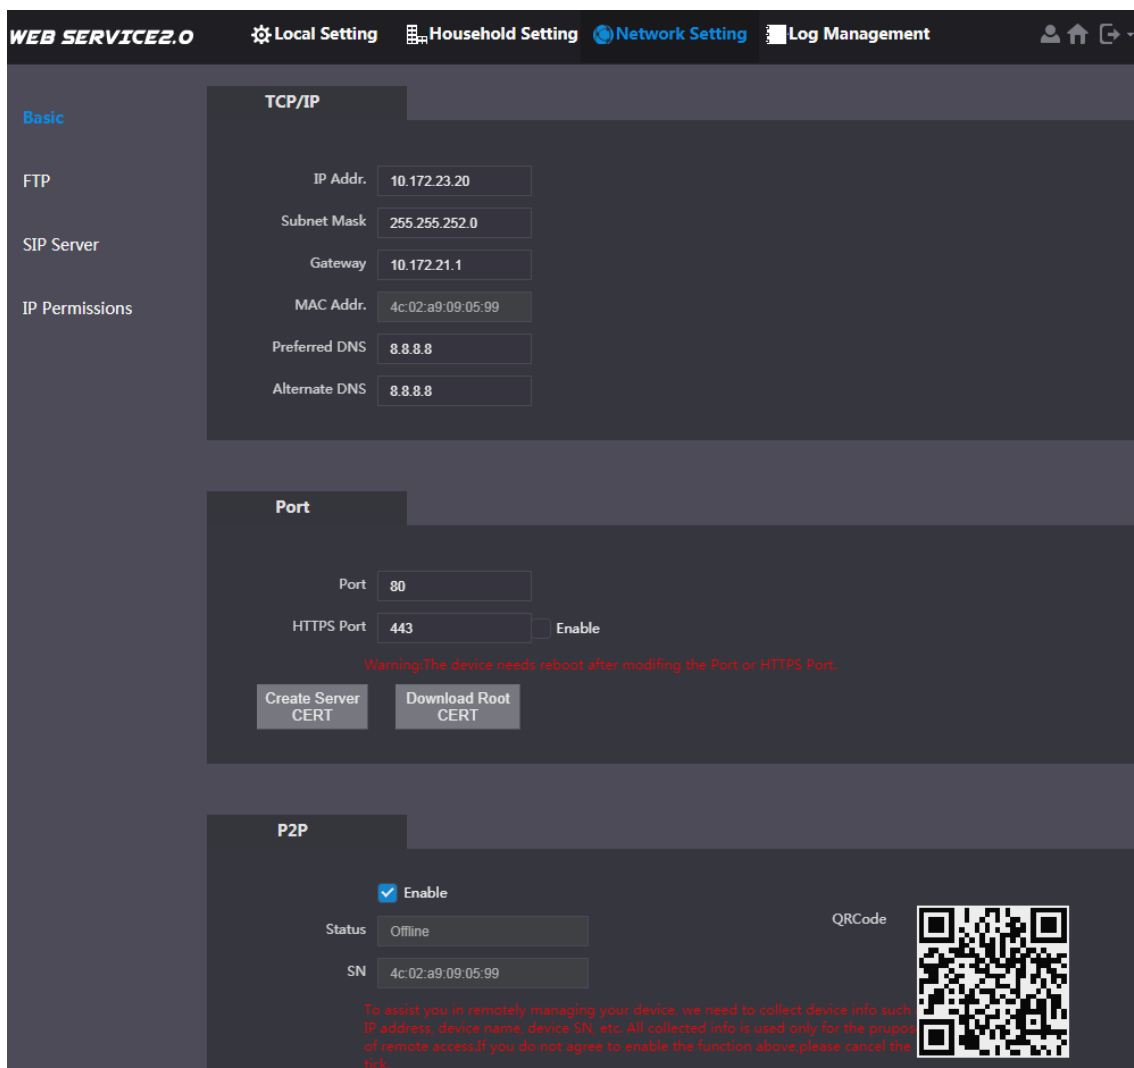 WEB SERVICE2.0
Local Setting
Household Setting
Network Setting
Log Management
Basic
FTP
SIP Server
IP Permissions
TCP/IP
IP Addr. 10.172.23.20
Subnet Mask 255.255.252.0
Gateway 10.172.21.1
MAC Addr. 4c:02:a9:09:05:99
Preferred DNS 8.8.8.8
Alternate DNS 8.8.8.8
Port
Port 80
HTTPS Port 443 Enable
Warning:The device needs reboot after modifing the Port or HTTPS Port.
Create Server
CERT
Download Root
CERT
P2P
Enable
Status Offline
SN 4c:02:a9:09:05:99
QRCode
To assist you in remotely managing your device, we need to collect device info such
IP address, device name, device SN, etc. All collected info is used only for the prupos
of remote access.If you do not agree to enable the function above,please cancel the
tick.